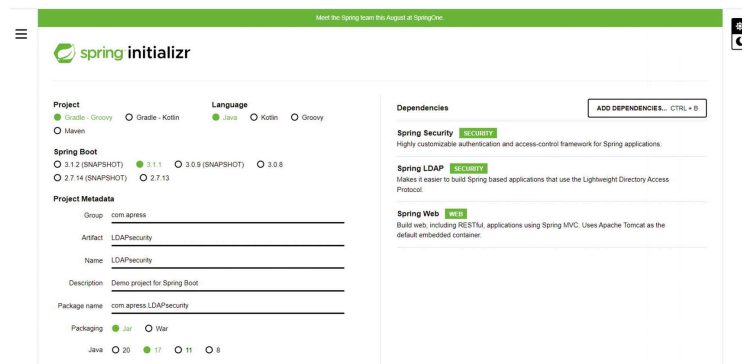 Meet the Spring team this August at SpringOne.
spring initializr
Project
Gradle - Groovy Gradle - Kotlin
Maven
Language
Java Kotlin Groovy
Spring Boot
3.1.2 (SNAPSHOT) 3.1.1 3.0.9 (SNAPSHOT) 3.0.8
2.7.14 (SNAPSHOT) 2.7.13
Project Metadata
Group com.apress
Artifact LDAPsecurity
Name LDAPsecurity
Description Demo project for Spring Boot
Package name com.apress.LDAPsecurity
Packaging Jar War
Java 20 17 11 8
Dependencies
ADD DEPENDENCIES... CTRL + B
Spring Security SECURITY
Highly customizable authentication and access-control framework for Spring applications.
Spring LDAP SECURITY
Makes it easier to build Spring based applications that use the Lightweight Directory Access
Protocol.
Spring Web WEB
Build web, including RESTful, applications using Spring MVC. Uses Apache Tomcat as the
default embedded container.